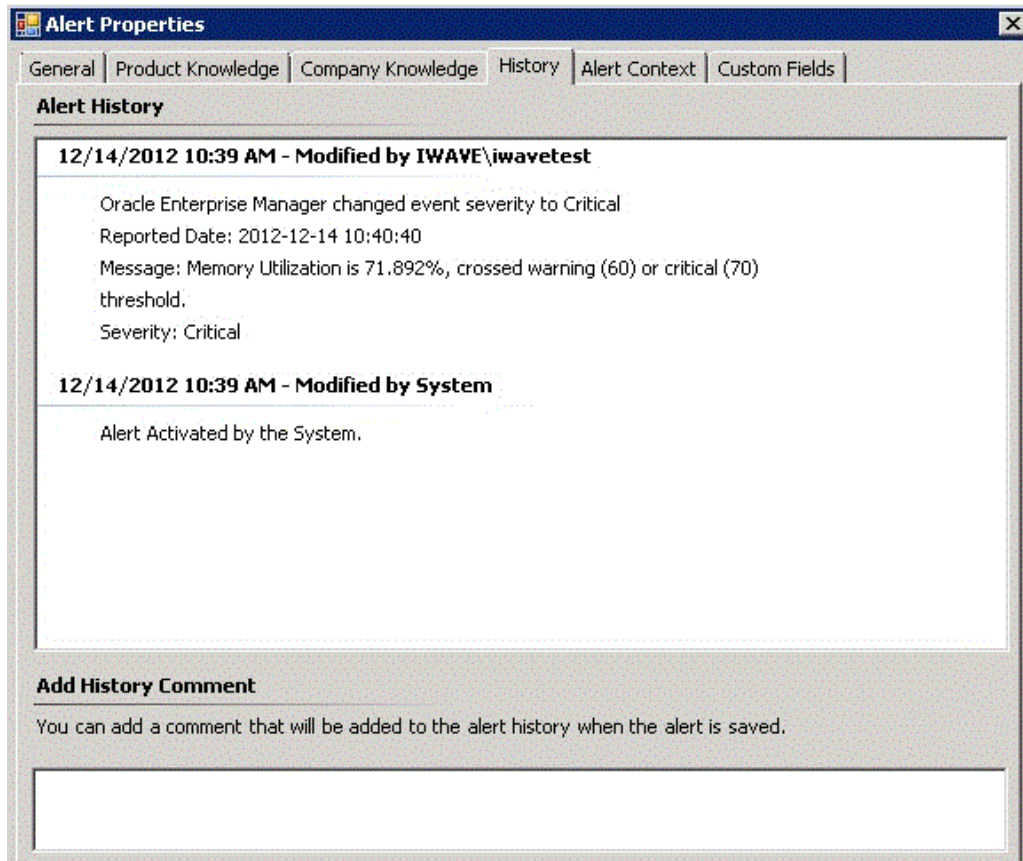 Alert Properties
General Product Knowledge Company Knowledge History Alert Context Custom Fields
Alert History
12/14/2012 10:39 AM - Modified by IWAVE\iwavetest
Oracle Enterprise Manager changed event severity to Critical
Reported Date: 2012-12-14 10:40:40
Message: Memory Utilization is 71.892%, crossed warning (60) or critical (70)
threshold.
Severity: Critical
12/14/2012 10:39 AM - Modified by System
Alert Activated by the System.
Add History Comment
You can add a comment that will be added to the alert history when the alert is saved.